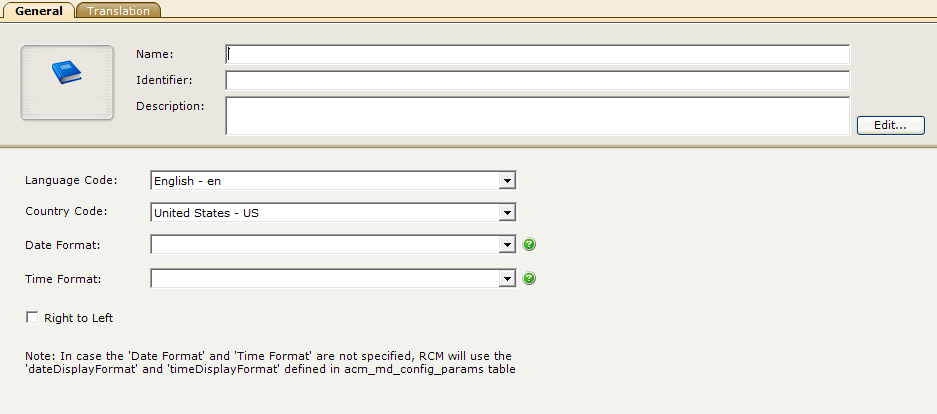 General Translation
Name:
Identifier:
Description:
Edit...
Language Code: English - en
Country Code: United States - US
Date Format: ?
Time Format: ?
Right to Left
Note: In case the 'Date Format' and 'Time Format' are not specified, RCM will use the
'dateDisplayFormat' and 'timeDisplayFormat' defined in acm_md_config_params table